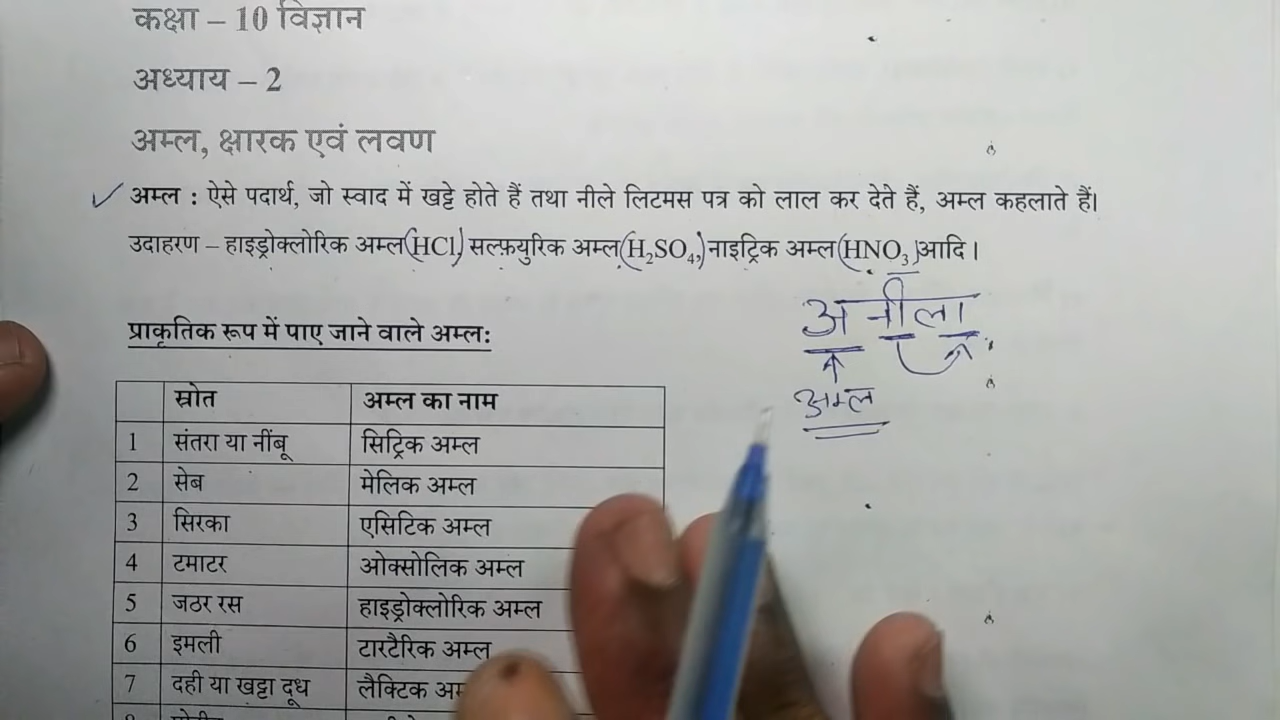 कक्षा – 10 विज्ञान
अध्याय – 2
अम्ल, क्षारक एवं लवण
अम्ल : ऐसे पदार्थ, जो स्वाद में खट्टे होते हैं तथा नीले लिटमस पत्र को लाल कर देते हैं, अम्ल कहलाते हैं।
उदाहरण – हाइड्रोक्लोरिक अम्ल(HCl) सल्फ़युरिक अम्ल(H₂SO₄,) नाइट्रिक अम्ल(HNO₃)आदि।
अ नीला
अम्ल
प्राकृतिक रूप में पाए जाने वाले अम्ल:
स्रोत अम्ल का नाम
1 संतरा या नींबू सिट्रिक अम्ल
2 सेब मेलिक अम्ल
3 सिरका एसिटिक अम्ल
4 टमाटर ओक्सोलिक अम्ल
5 जठर रस हाइड्रोक्लोरिक अम्ल
6 इमली टारटैरिक अम्ल
7 दही या खट्टा दूध लैक्टिक